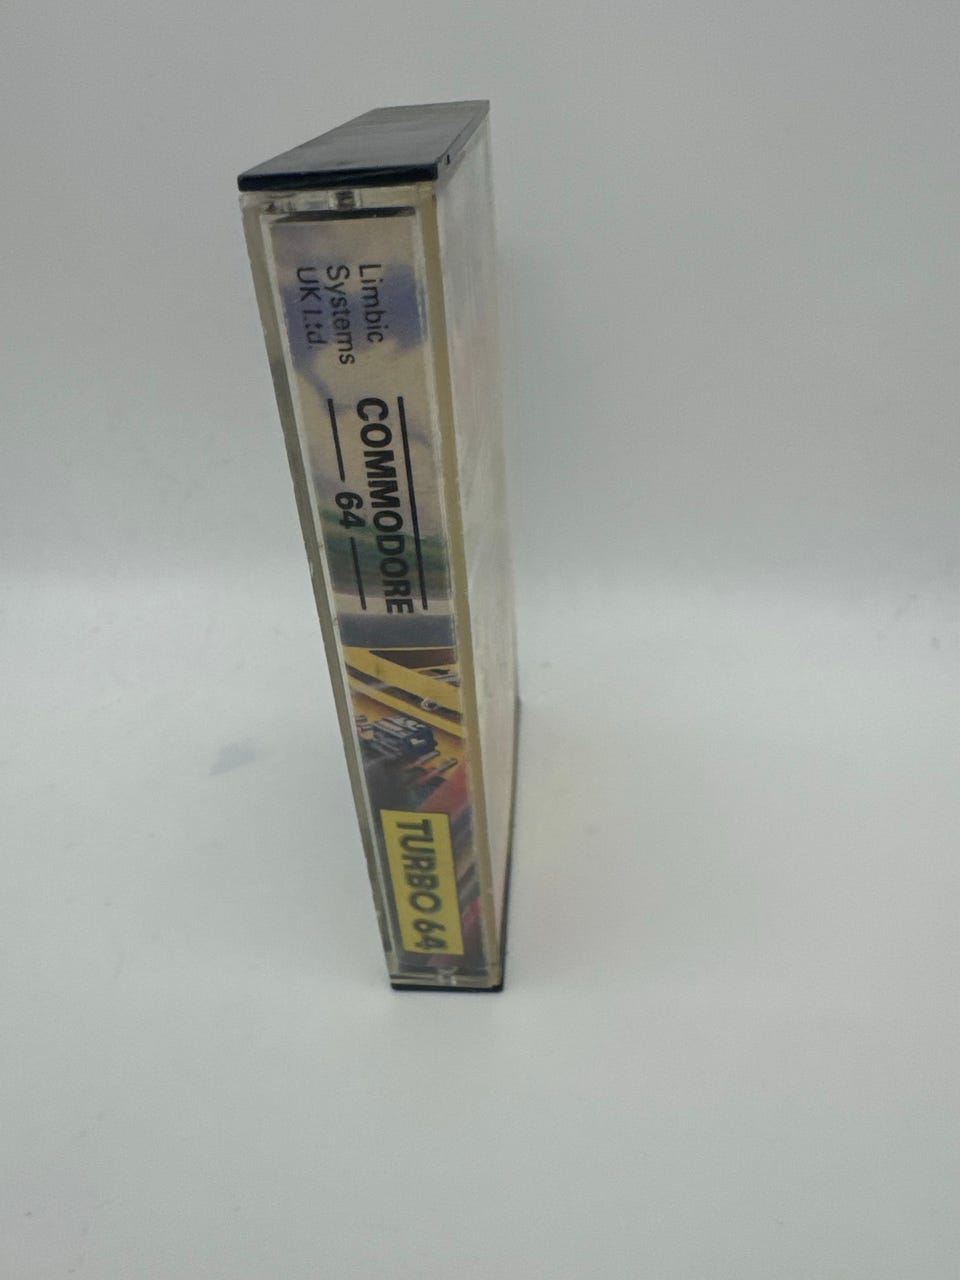 Limbic
Systems
UK Ltd.
COMMODORE
64
TURBO 64